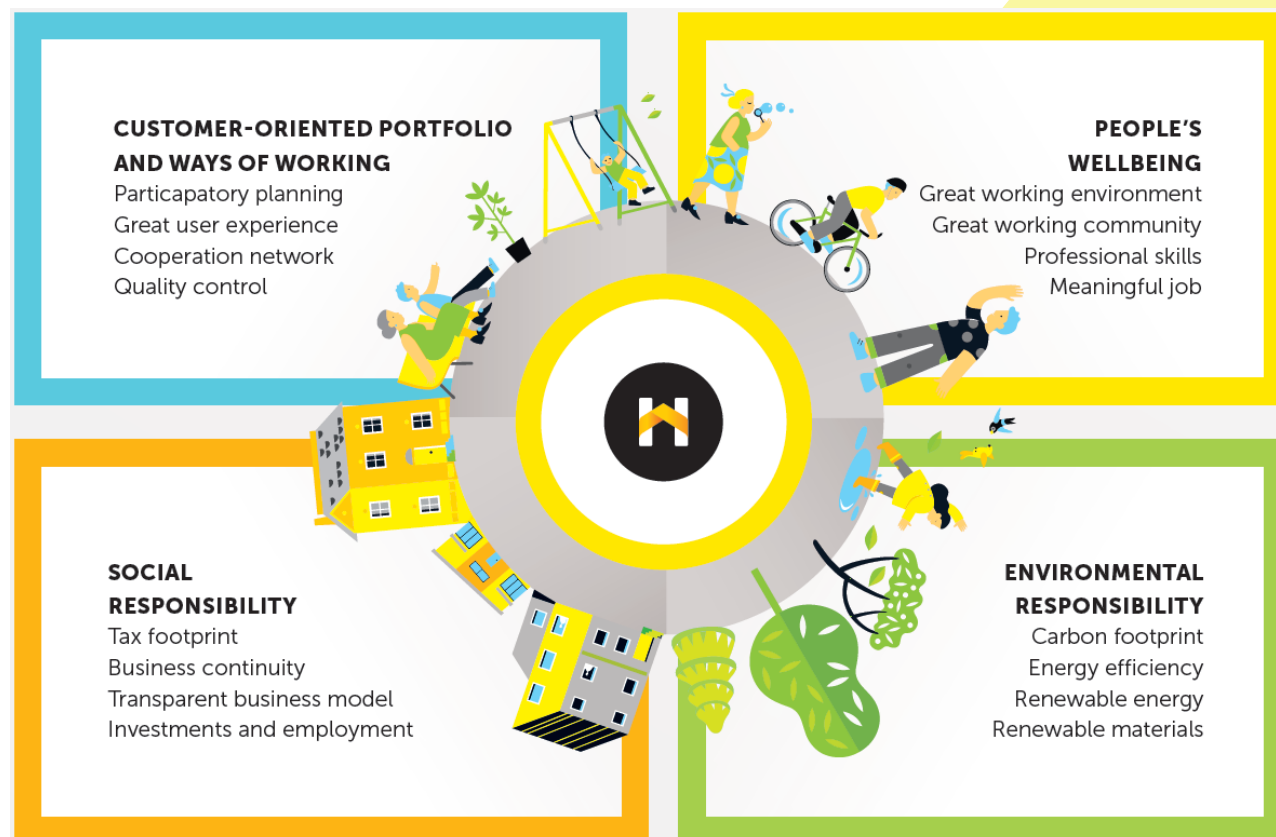 CUSTOMER-ORIENTED PORTFOLIO
AND WAYS OF WORKING
Particapatory planning
Great user experience
Cooperation network
Quality control
PEOPLE'S
WELLBEING
Great working environment
Great working community
Professional skills
Meaningful job
H
SOCIAL
RESPONSIBILITY
Tax footprint
Business continuity
Transparent business model
Investments and employment
ENVIRONMENTAL
RESPONSIBILITY
Carbon footprint
Energy efficiency
Renewable energy
Renewable materials